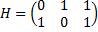 H = (0 1 1
1 0 1)